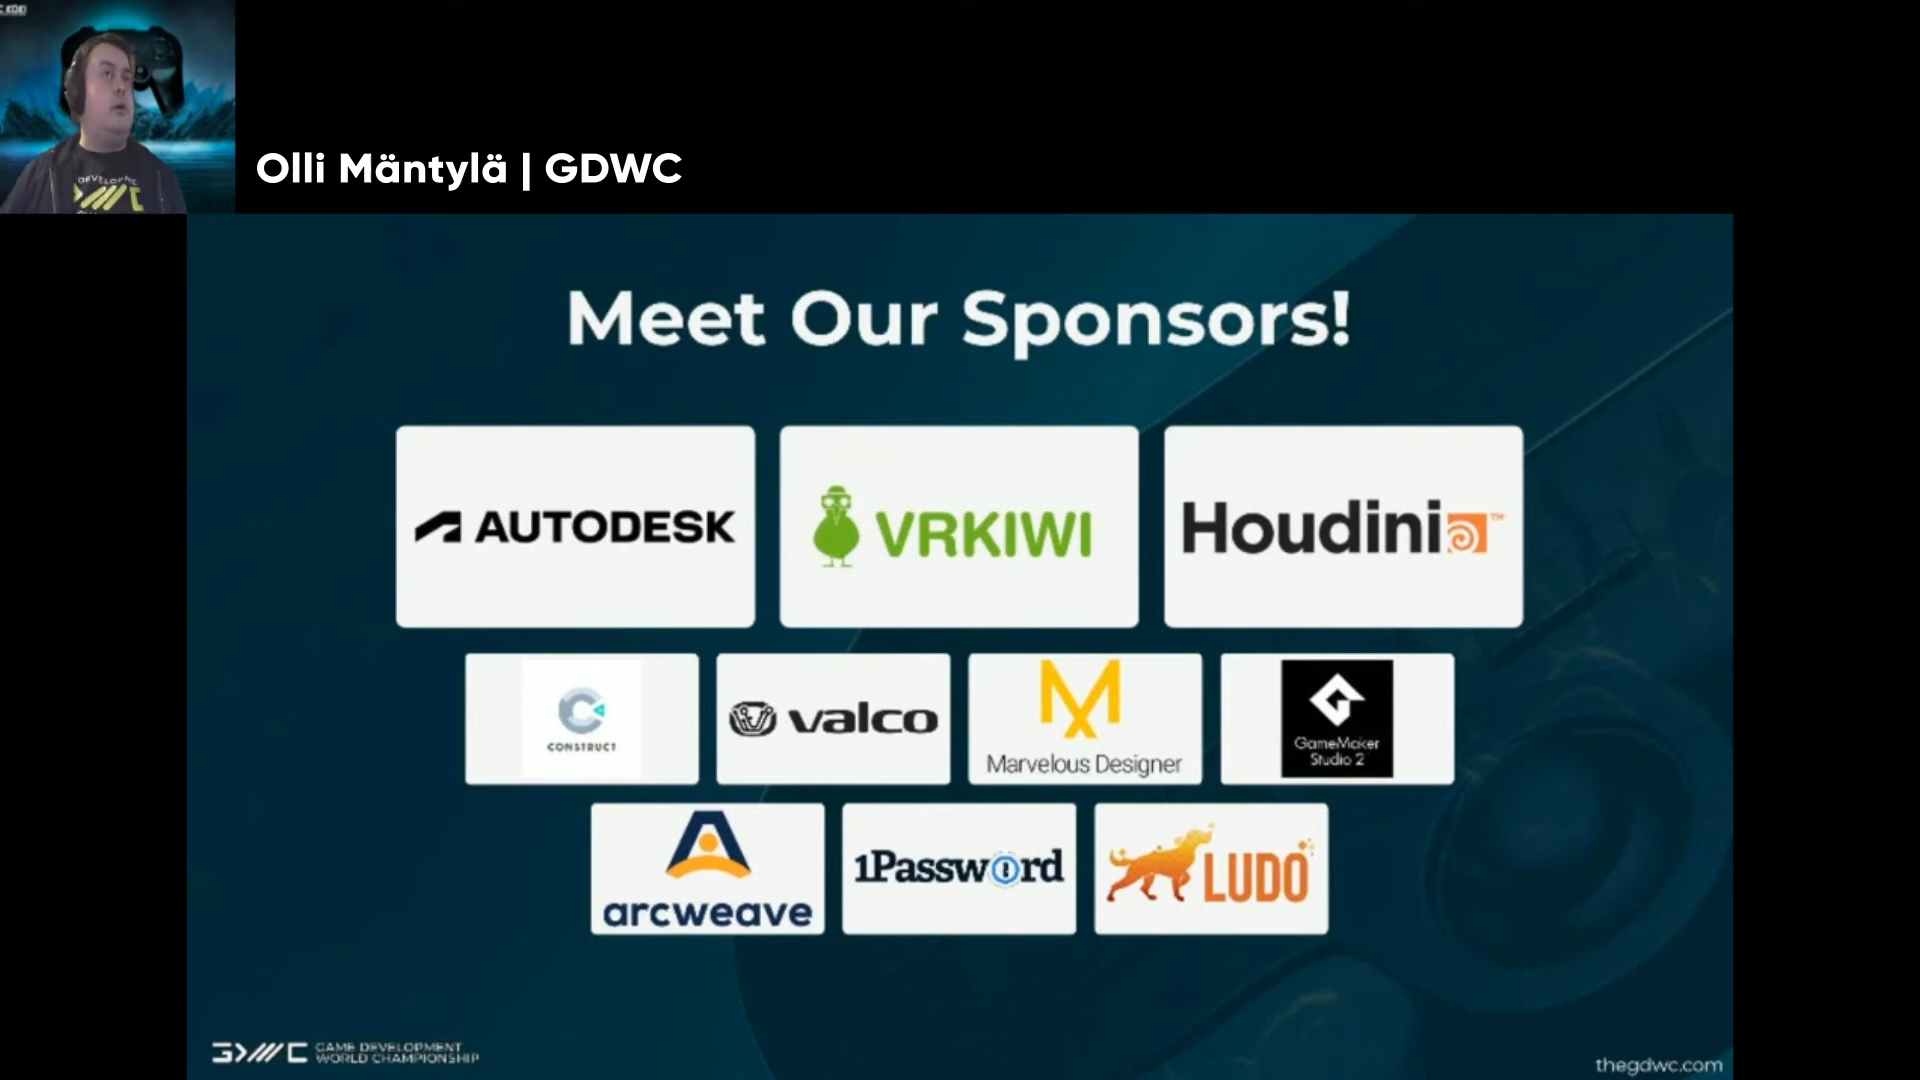 Olli Mäntylä | GDWC
Meet Our Sponsors!
AUTODESK
VRKIWI
Houdini™
CONSTRUCT
valco
Marvelous Designer
GameMaker
Studio 2
arcweave
1Password
LUDO
GAME DEVELOPMENT
WORLD CHAMPIONSHIP
thegdwc.com